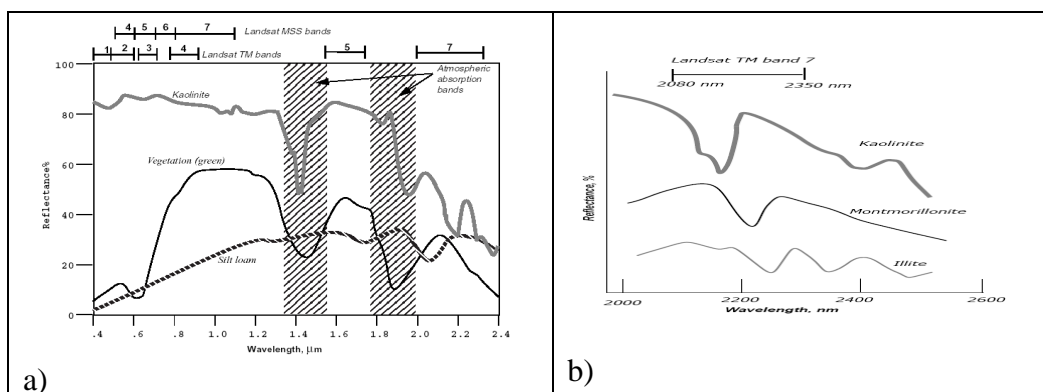 4 5 6 7 Landsat MSS bands
1 2 3 4 Landsat TM bands 5 7
Atmospheric
absorption
bands
Kaolinite
Vegetation (green)
Silt loam
Reflectance%
100
80
60
40
20
0
.4 .6 .8 1.0 1.2 1.4 1.6 1.8 2.0 2.2 2.4
Wavelength, μm
a)
Landsat TM band 7
2080 nm 2350 nm
Kaolinite
Montmorillonite
Illite
Reflectance, %
2000 2200 2400 2600
Wavelength, nm
b)